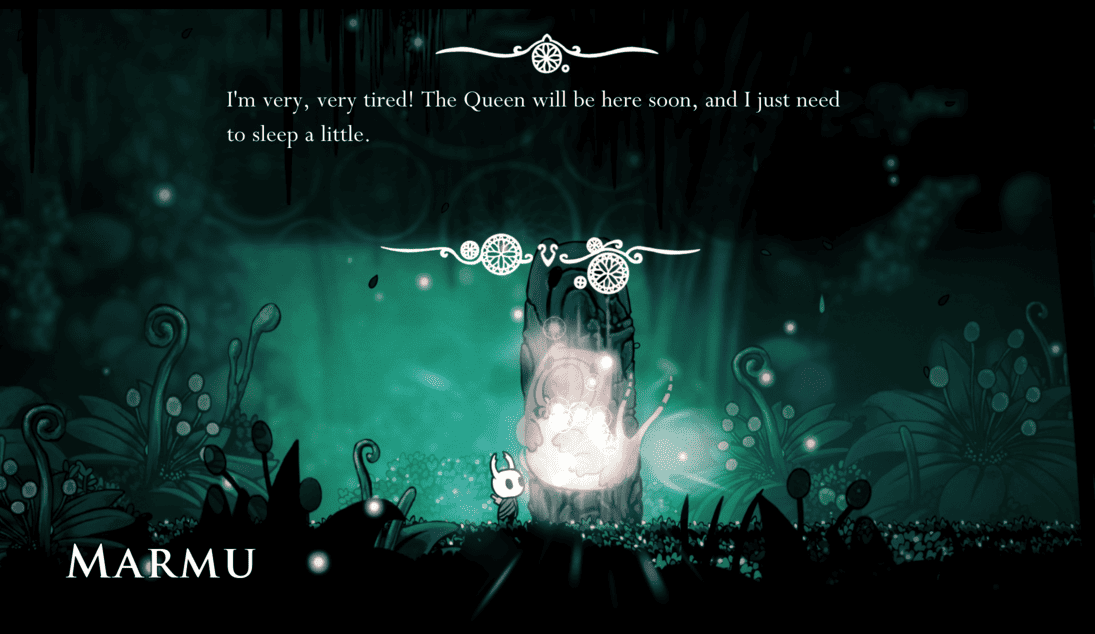 I'm very, very tired! The Queen will be here soon, and I just need
to sleep a little.
MARMU